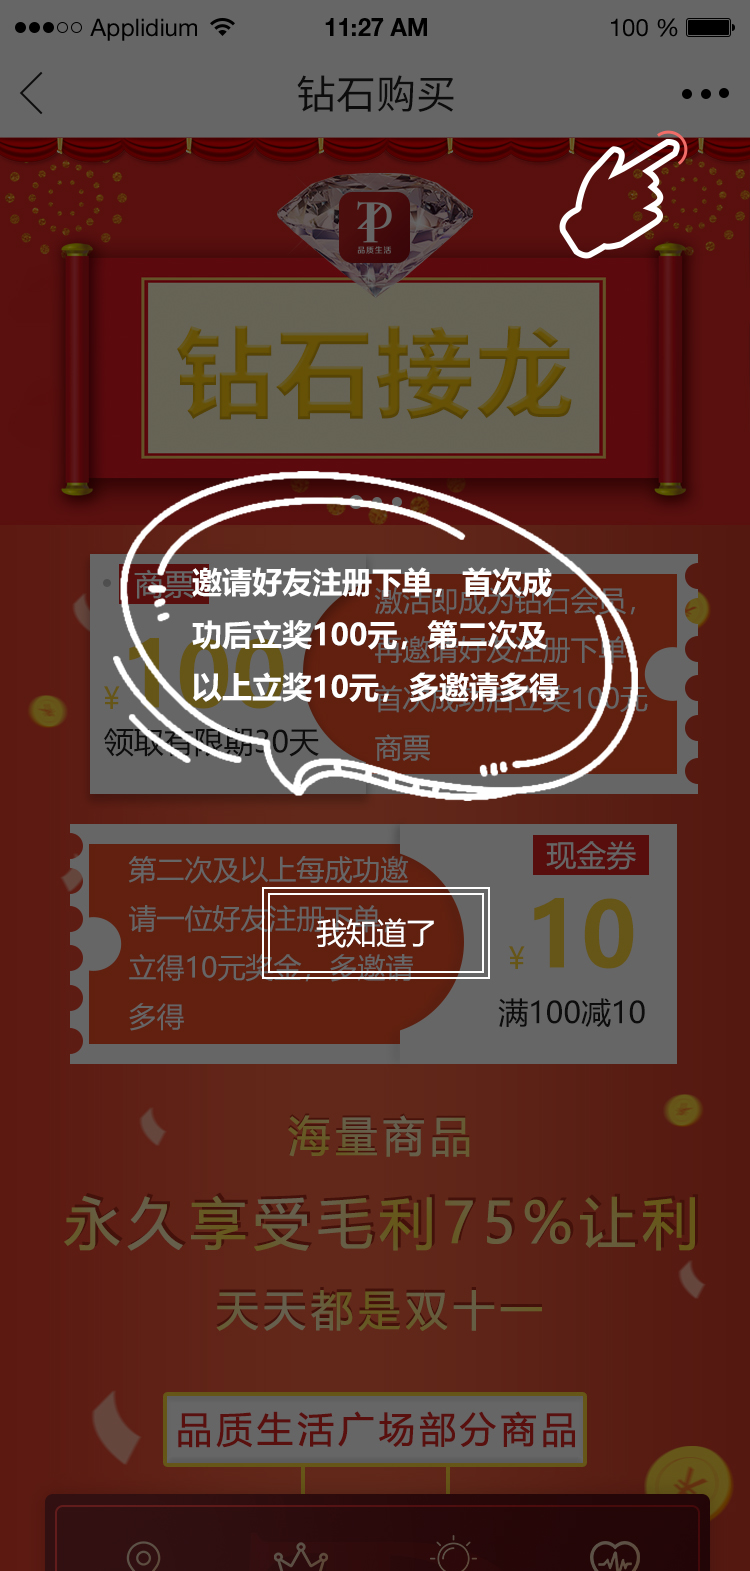 Applidium 11:27 AM 100 %
钻石购买
品质生活
钻石接龙
邀请好友注册下单，首次成
功后立奖100元，第二次及
以上立奖10元，多邀请多得
商票
¥100
领取有限期30天
激活即成为钻石会员，
再邀请好友注册下单
首次成功后立奖100元
商票
第二次及以上每成功邀
请一位好友注册下单
立得10元奖金，多邀请
多得
现金券
¥10
满100减10
我知道了
海量商品
永久享受毛利75%让利
天天都是双十一
品质生活广场部分商品